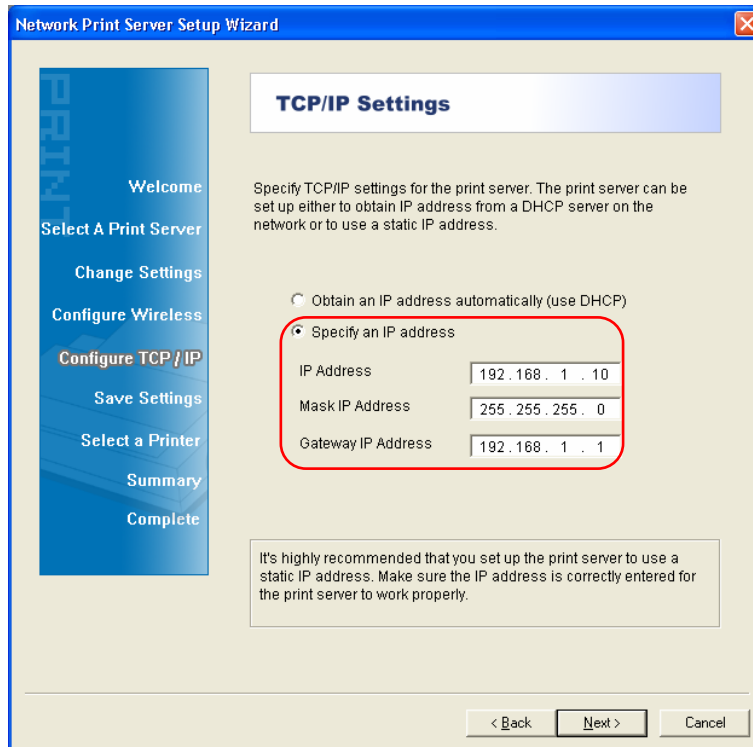 Network Print Server Setup Wizard
PRINT
Welcome
Select A Print Server
Change Settings
Configure Wireless
Configure TCP / IP
Save Settings
Select a Printer
Summary
Complete
TCP/IP Settings
Specify TCP/IP settings for the print server. The print server can be
set up either to obtain IP address from a DHCP server on the
network or to use a static IP address.
Obtain an IP address automatically (use DHCP)
Specify an IP address
IP Address 192 . 168 . 1 . 10
Mask IP Address 255 . 255 . 255 . 0
Gateway IP Address 192 . 168 . 1 . 1
It's highly recommended that you set up the print server to use a
static IP address. Make sure the IP address is correctly entered for
the print server to work properly.
< Back Next > Cancel